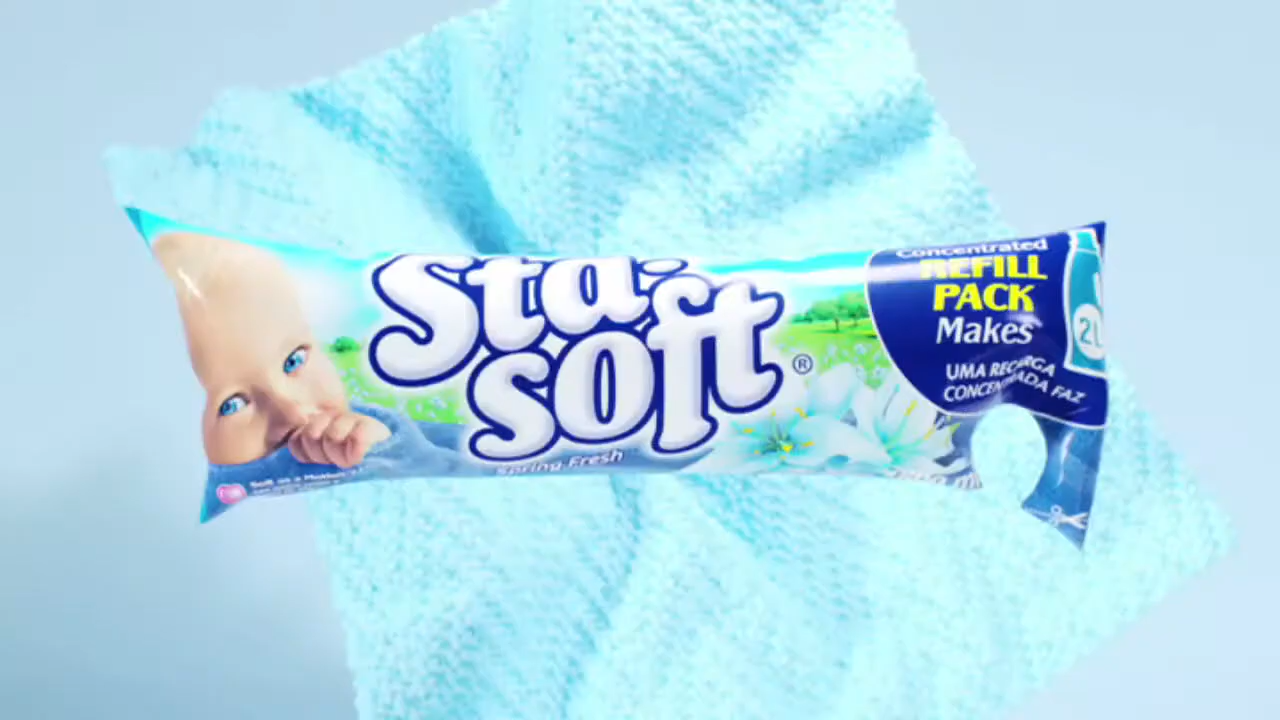 Sta-
soft
®
Spring Fresh
Concentrated
REFILL
PACK
Makes
2L
UMA RECARGA
CONCENTRADA FAZ